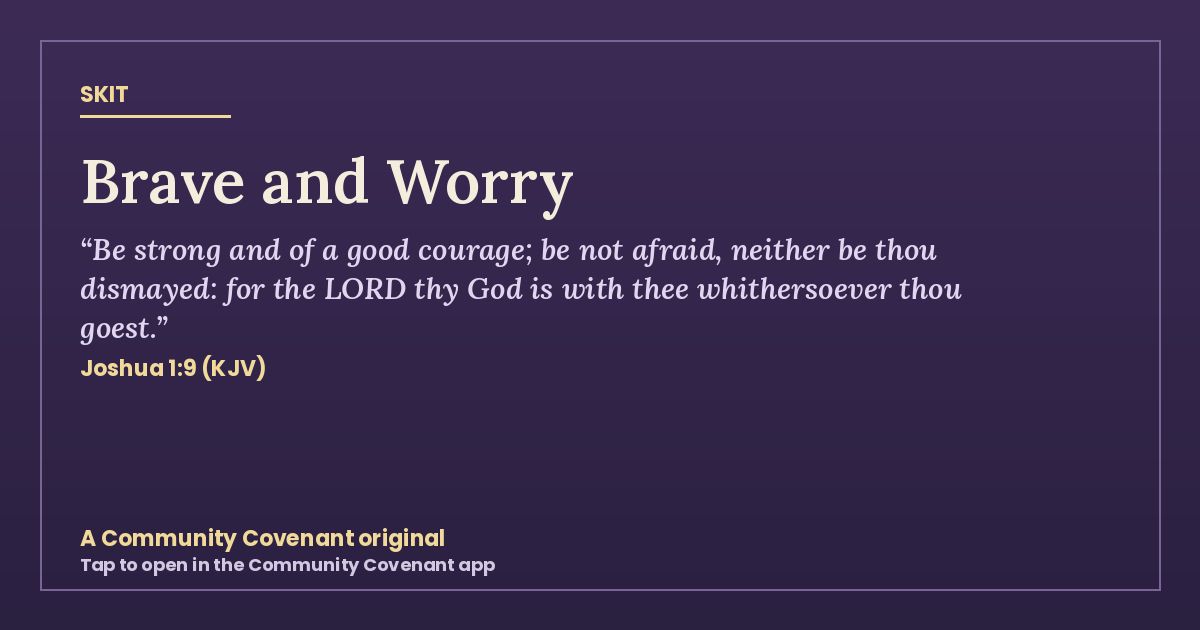 SKIT
Brave and Worry
“Be strong and of a good courage; be not afraid, neither be thou
dismayed: for the LORD thy God is with thee whithersoever thou
goest.”
Joshua 1:9 (KJV)
A Community Covenant original
Tap to open in the Community Covenant app